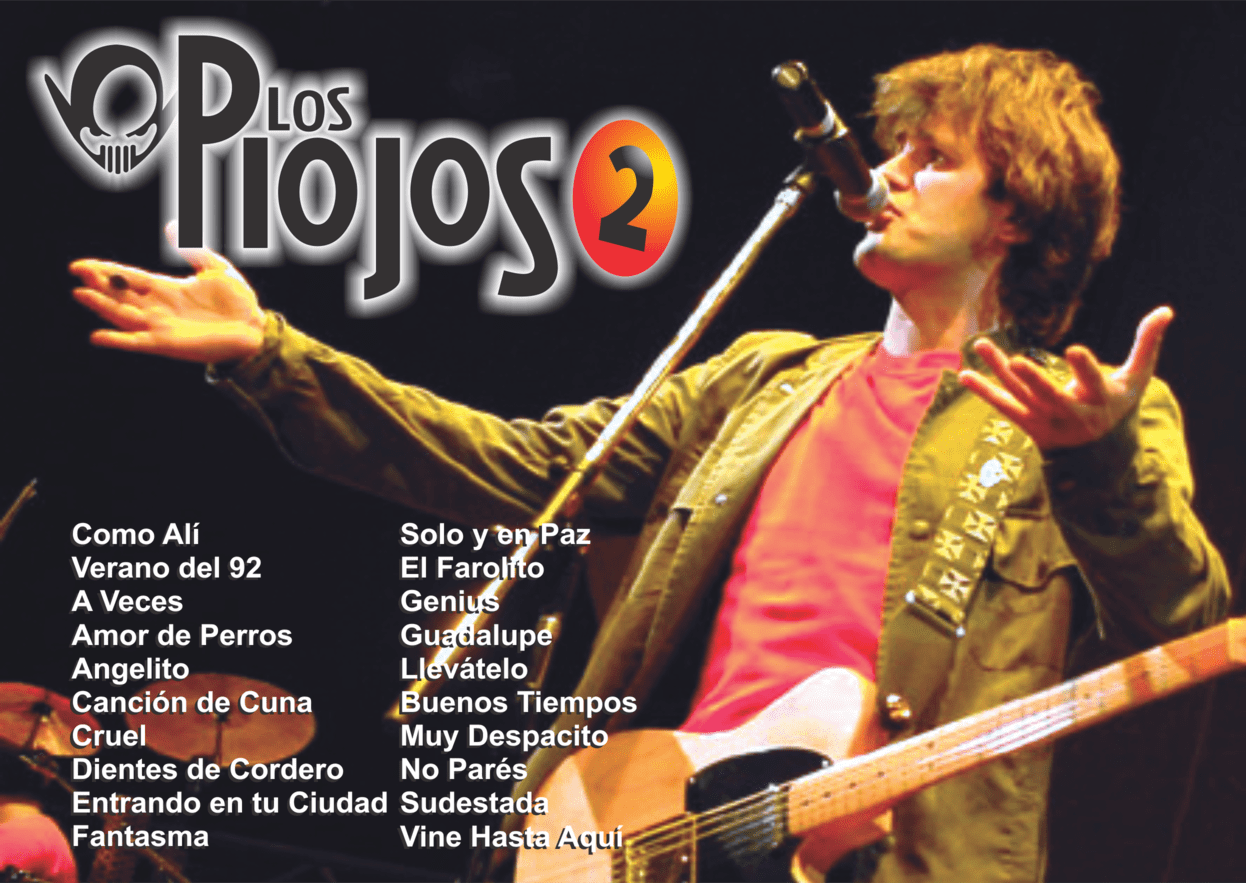 LOS
PIOJOS 2
Como Alí
Verano del 92
A Veces
Amor de Perros
Angelito
Canción de Cuna
Cruel
Dientes de Cordero
Entrando en tu Ciudad
Fantasma
Solo y en Paz
El Farolito
Genius
Guadalupe
Llevátelo
Buenos Tiempos
Muy Despacito
No Parés
Sudestada
Vine Hasta Aquí